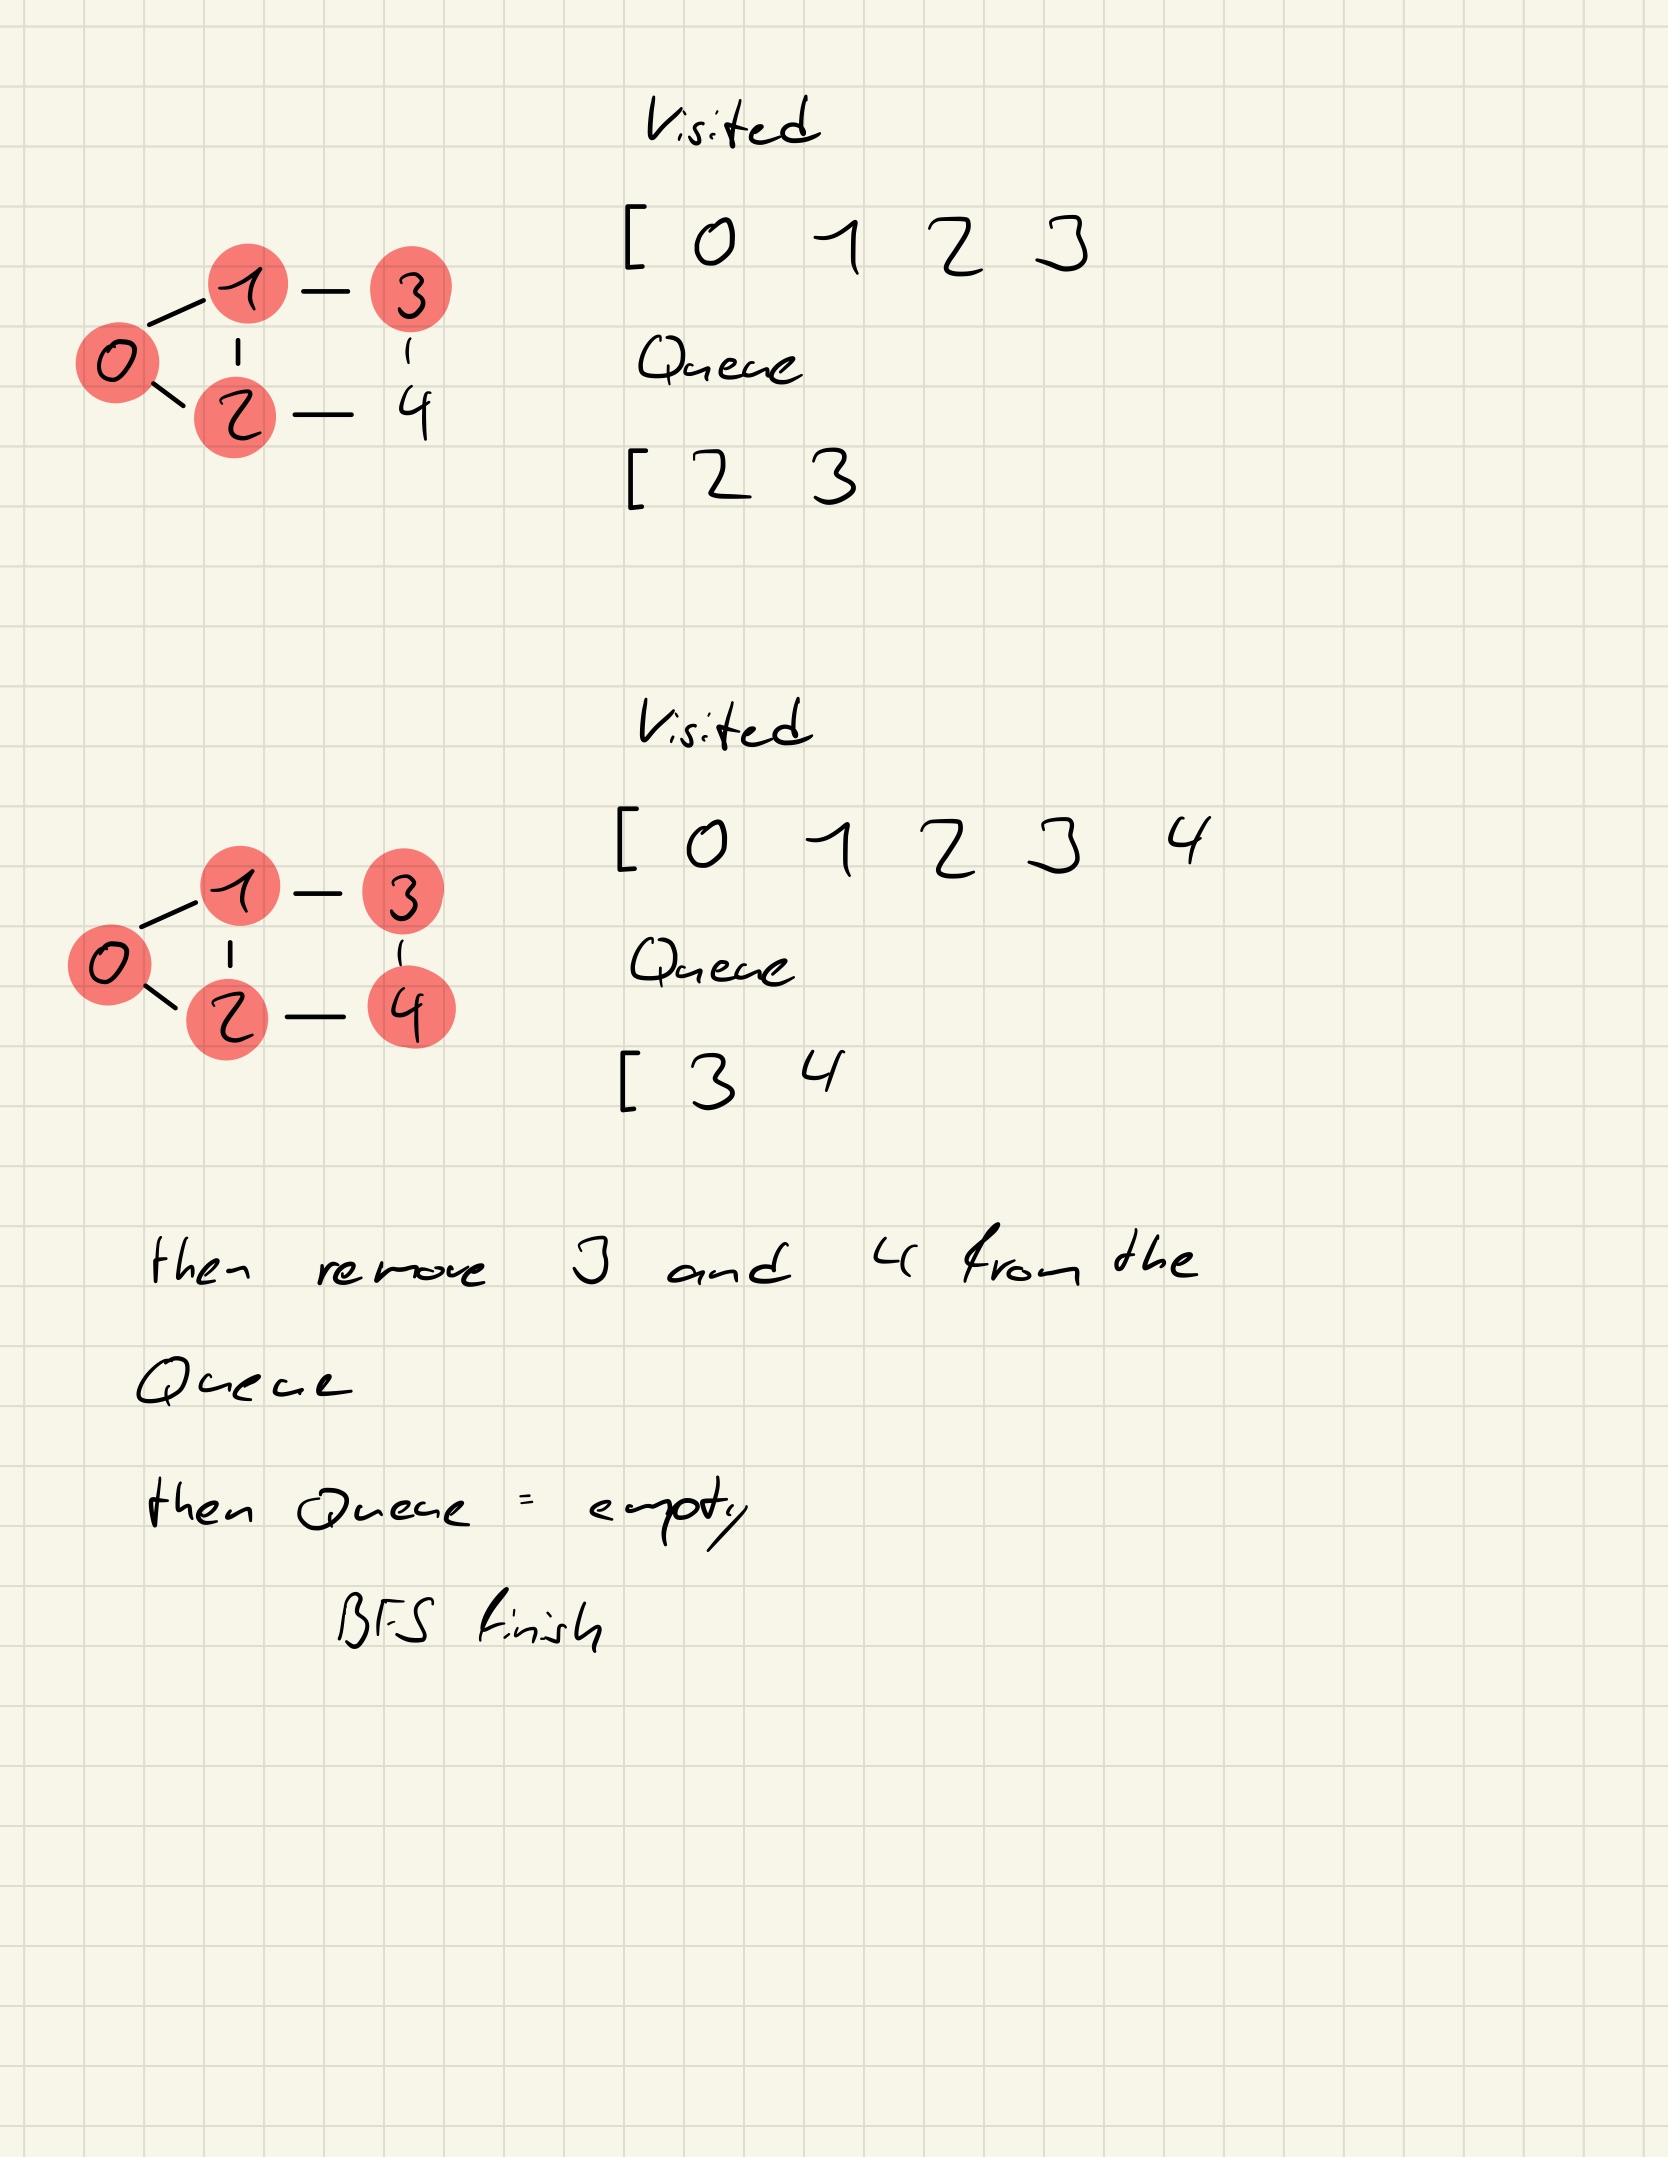 Visited
[ 0 1 2 3
1 — 3
0
2 — 4
Queue
[ 2 3
Visited
[ 0 1 2 3 4
1 — 3
0
2 — 4
Queue
[ 3 4
then remove 3 and 4 from the
Queue
then Queue = empty
BFS finish